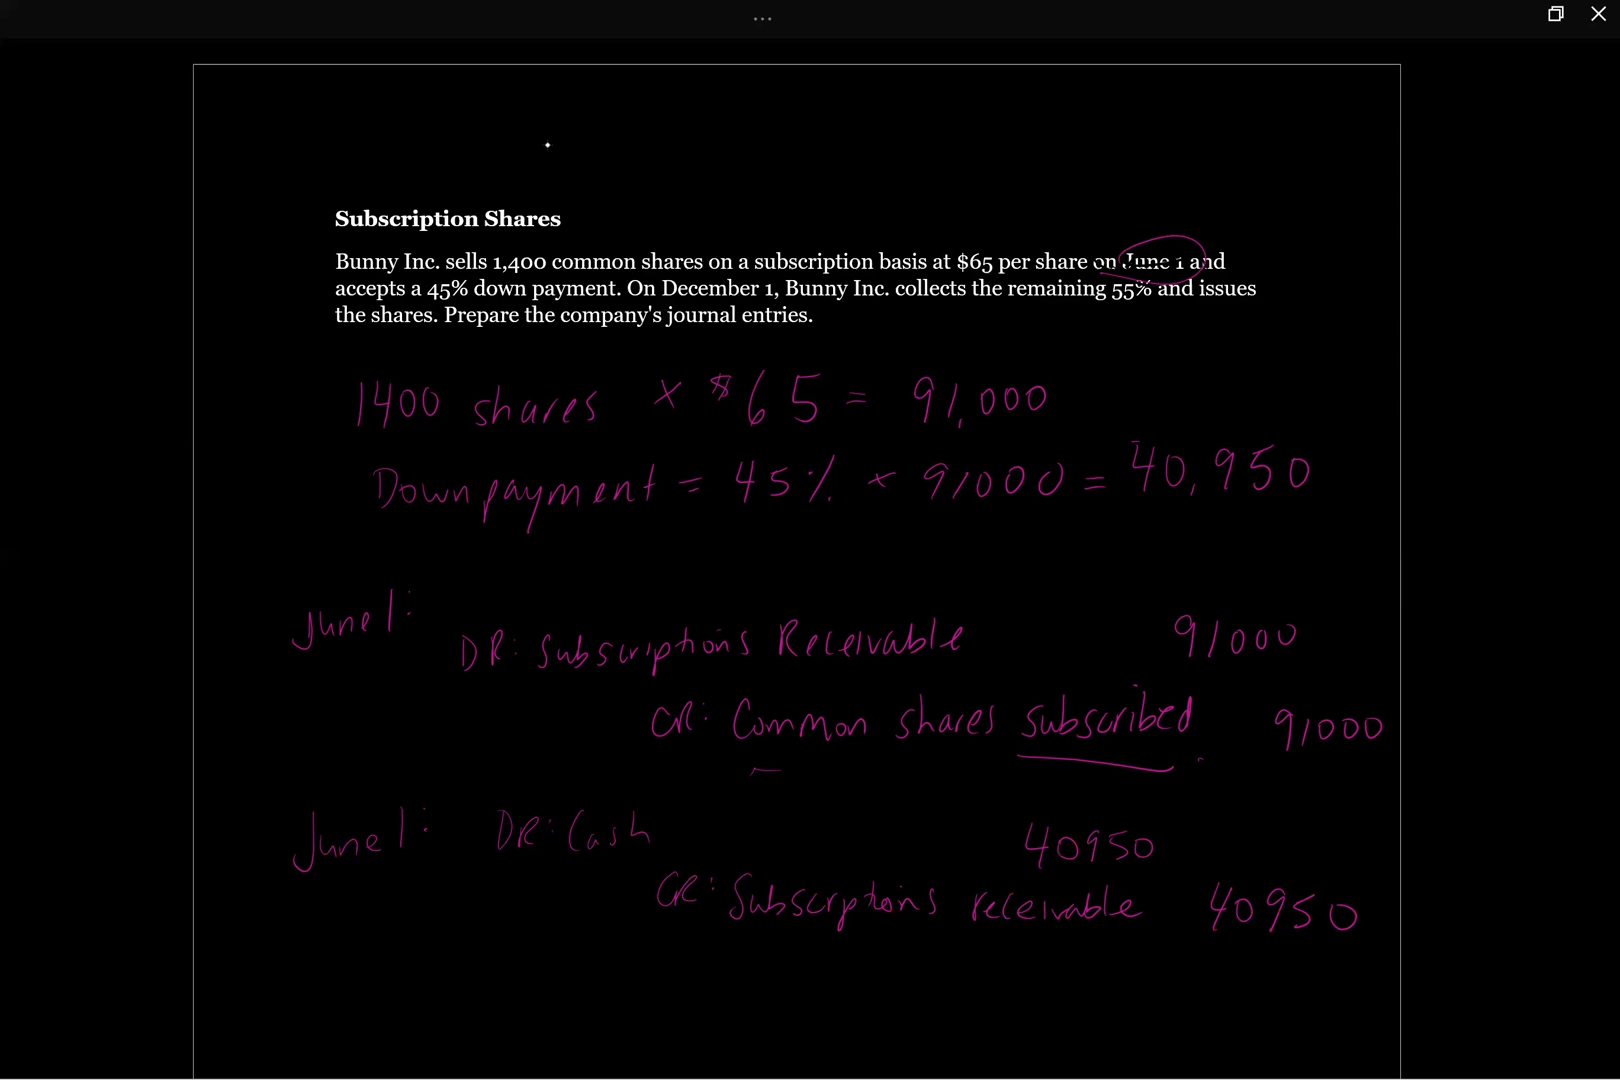 ...
Subscription Shares
Bunny Inc. sells 1,400 common shares on a subscription basis at $65 per share on June 1 and
accepts a 45% down payment. On December 1, Bunny Inc. collects the remaining 55% and issues
the shares. Prepare the company's journal entries.
1400 shares × $65 = 91,000
Down payment = 45% × 91000 = 40,950
June 1:
DR: Subscriptions Receivable 91000
CR: Common shares subscribed 91000
June 1: DR: Cash 40950
CR: Subscriptions receivable 40950